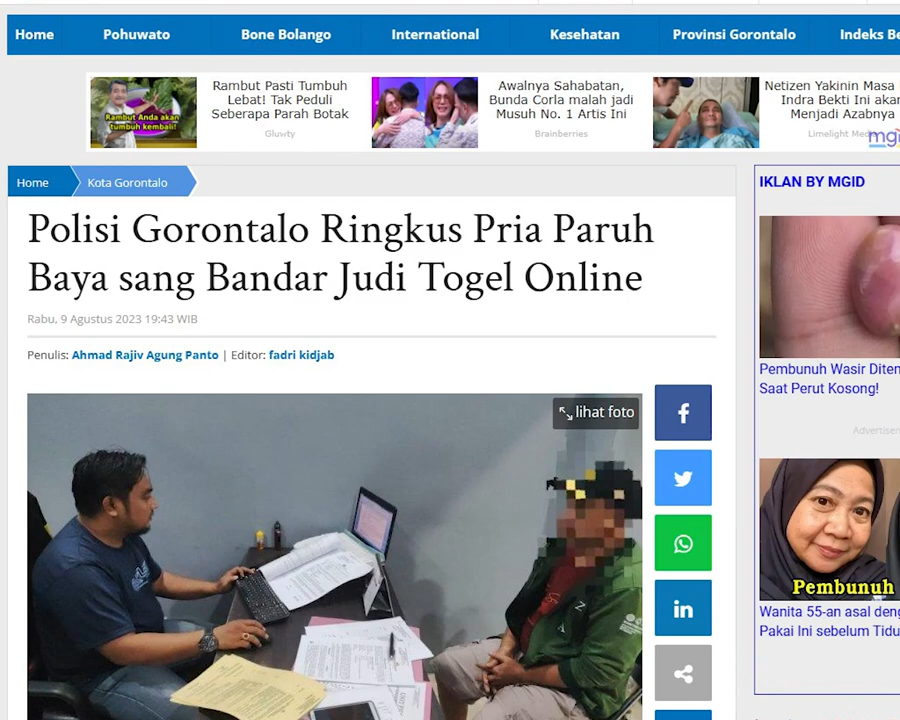 Home Pohuwato Bone Bolango International Kesehatan Provinsi Gorontalo Indeks
Rambut Anda akan
tumbuh kembali!
Rambut Pasti Tumbuh
Lebat! Tak Peduli
Seberapa Parah Botak
Gluwty
Awalnya Sahabatan,
Bunda Corla malah jadi
Musuh No. 1 Artis Ini
Brainberries
Netizen Yakinin Masa
Indra Bekti Ini akan
Menjadi Azabnya
Limelight Media
Home Kota Gorontalo
Polisi Gorontalo Ringkus Pria Paruh
Baya sang Bandar Judi Togel Online
Rabu, 9 Agustus 2023 19:43 WIB
Penulis: Ahmad Rajiv Agung Panto | Editor: fadri kidjab
lihat foto
IKLAN BY MGID
Pembunuh Wasir
Saat Perut Kosong!
Pembunuh
Wanita 55-an asal
Pakai Ini sebelum